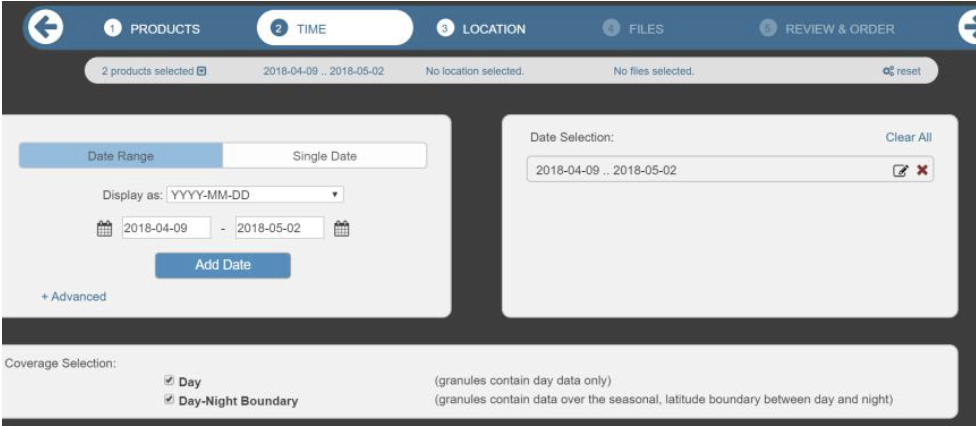 1 PRODUCTS 2 TIME 3 LOCATION 4 FILES 5 REVIEW & ORDER
2 products selected 2018-04-09 .. 2018-05-02 No location selected. No files selected. reset
Date Range Single Date
Display as: YYYY-MM-DD
2018-04-09 - 2018-05-02
Add Date
+ Advanced
Date Selection: Clear All
2018-04-09 .. 2018-05-02
Coverage Selection:
Day (granules contain day data only)
Day-Night Boundary (granules contain data over the seasonal, latitude boundary between day and night)